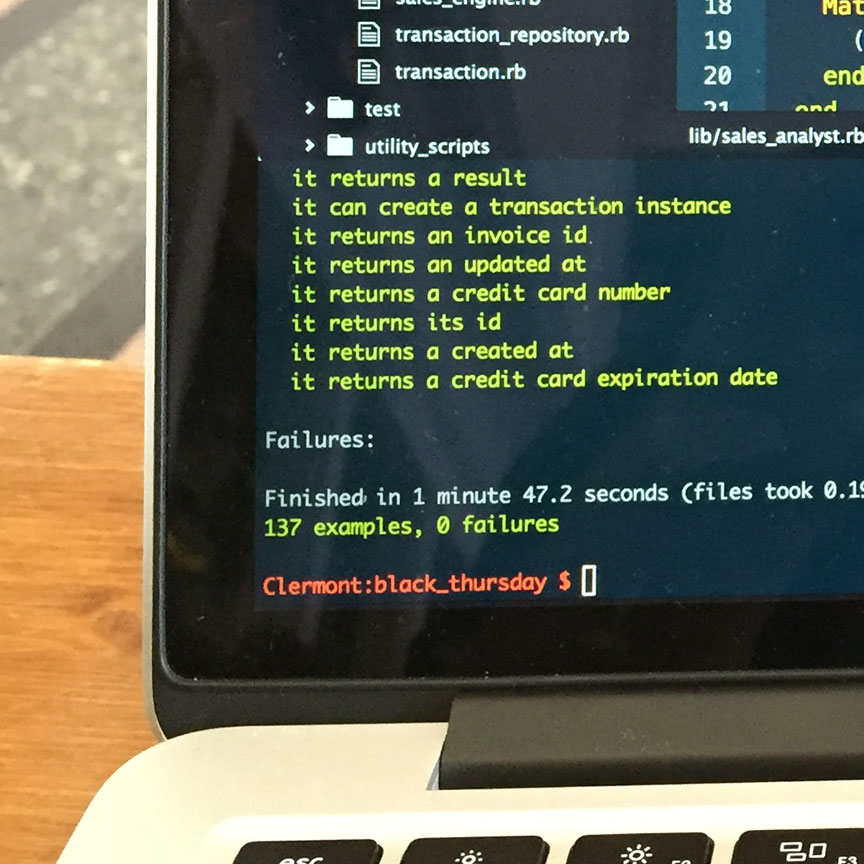 sales_engine.rb
transaction_repository.rb
transaction.rb
> test
> utility_scripts
18 Mat
19 (
20 end
21 end
lib/sales_analyst.rb
it returns a result
it can create a transaction instance
it returns an invoice id
it returns an updated at
it returns a credit card number
it returns its id
it returns a created at
it returns a credit card expiration date
Failures:
Finished in 1 minute 47.2 seconds (files took 0.19
137 examples, 0 failures
Clermont:black_thursday $
esc
F2
F3